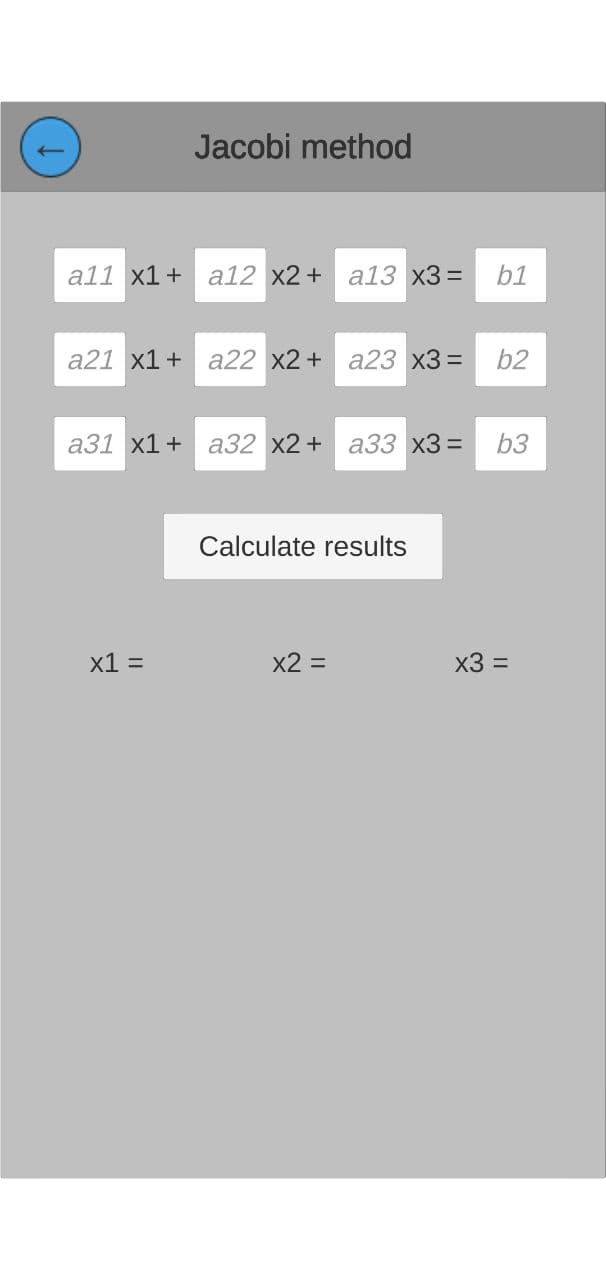 ← Jacobi method
a11 x1 + a12 x2 + a13 x3 = b1
a21 x1 + a22 x2 + a23 x3 = b2
a31 x1 + a32 x2 + a33 x3 = b3
Calculate results
x1 = x2 = x3 =